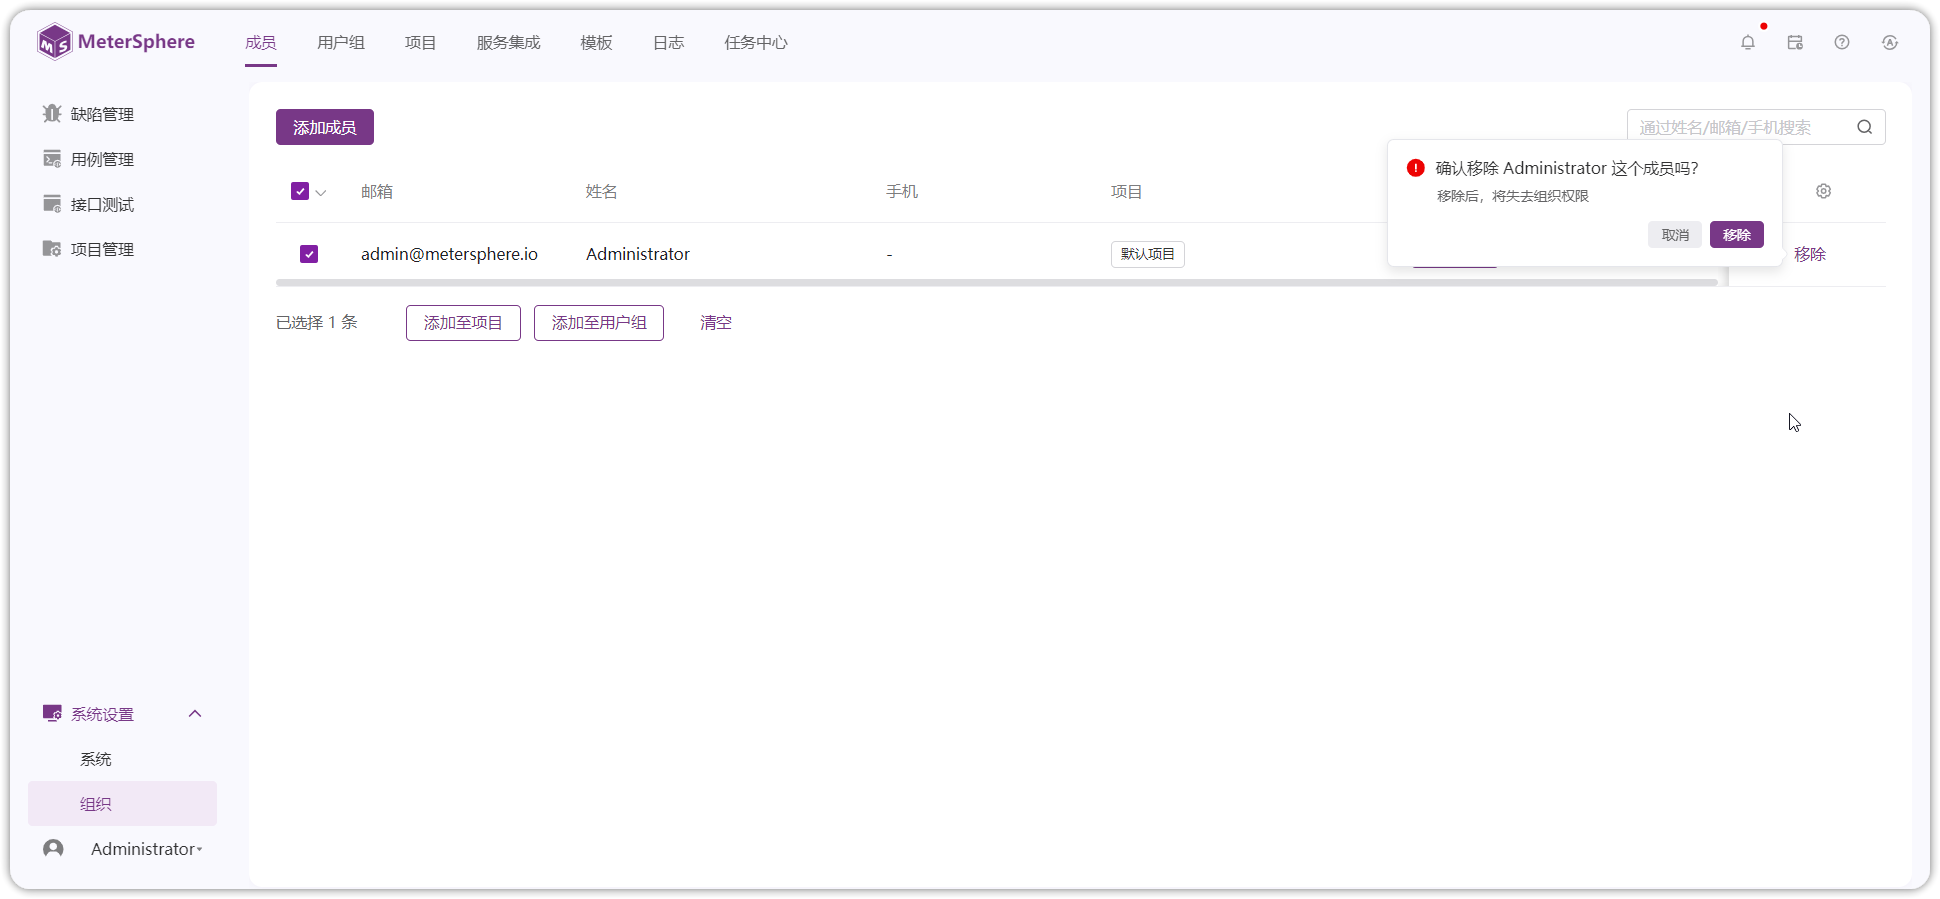 MeterSphere
成员
用户组
项目
服务集成
模板
日志
任务中心
缺陷管理
用例管理
接口测试
项目管理
添加成员
通过姓名/邮箱/手机搜索
确认移除 Administrator 这个成员吗?
移除后，将失去组织权限
取消
移除
邮箱
姓名
手机
项目
admin@metersphere.io
Administrator
-
默认项目
移除
已选择 1 条
添加至项目
添加至用户组
清空
系统设置
系统
组织
Administrator